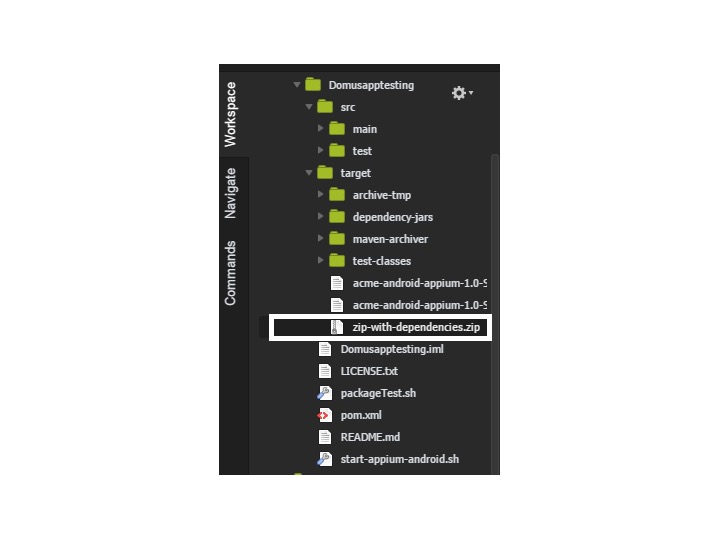 Workspace
Navigate
Commands
Domusapptesting
src
main
test
target
archive-tmp
dependency-jars
maven-archiver
test-classes
acme-android-appium-1.0-S
acme-android-appium-1.0-S
zip-with-dependencies.zip
Domusapptesting.iml
LICENSE.txt
packageTest.sh
pom.xml
README.md
start-appium-android.sh